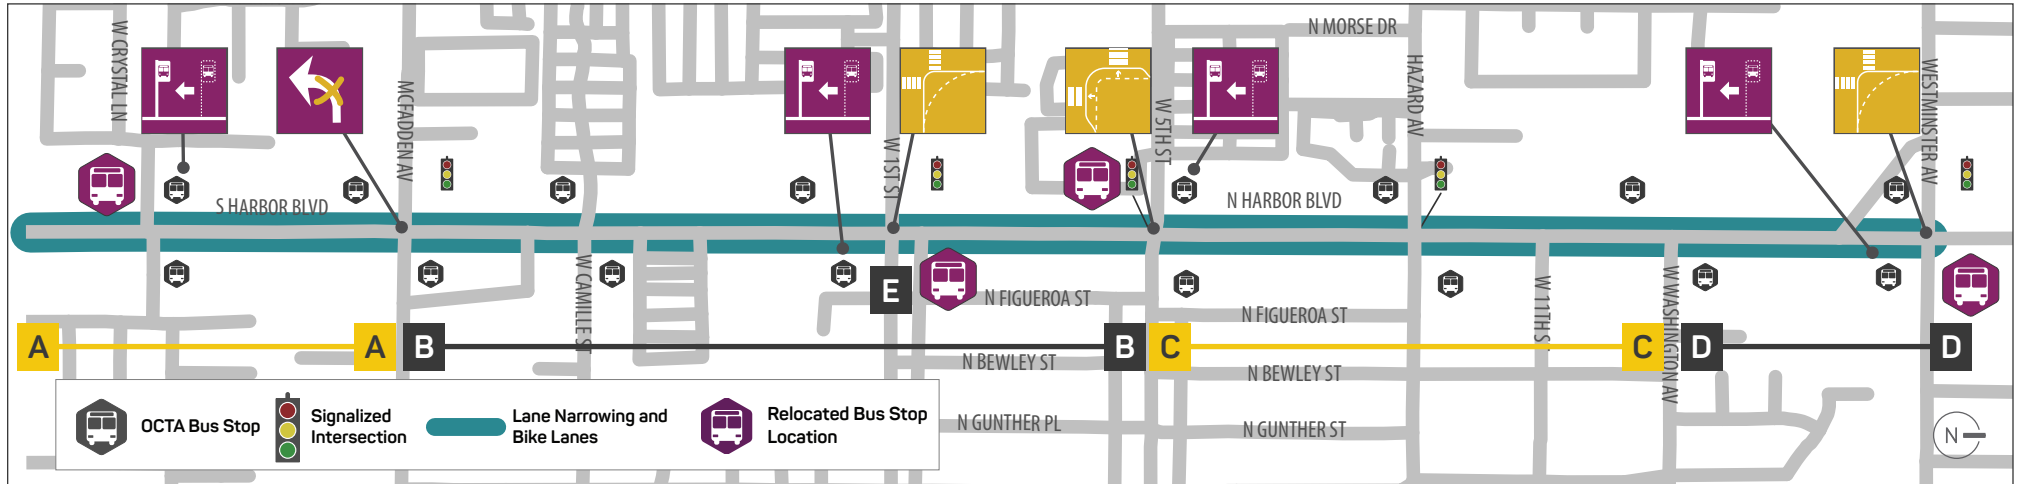 N MORSE DR
W CRYSTAL LN
MCFADDEN AV
W 1ST ST
W 5TH ST
HAZARD AV
WESTMINSTER AV
S HARBOR BLVD
N HARBOR BLVD
W CAMILLE ST
E
N FIGUEROA ST
N FIGUEROA ST
W 11TH S
W WASHINGTON AV
A
A
B
B
C
C
D
D
N BEWLEY ST
N BEWLEY ST
OCTA Bus Stop
Signalized
Intersection
Lane Narrowing and
Bike Lanes
Relocated Bus Stop
Location
N GUNTHER PL
N GUNTHER ST
N